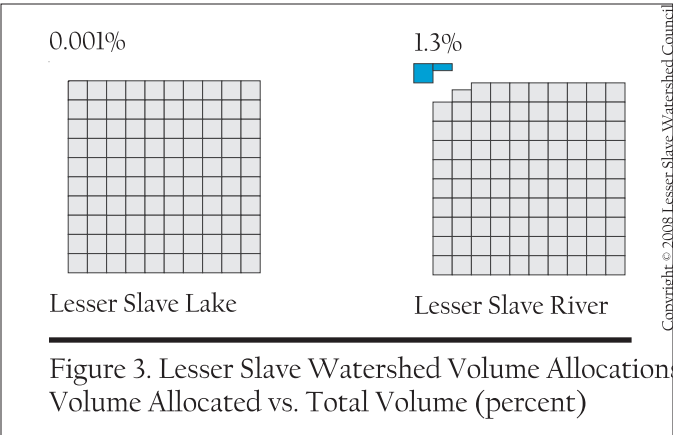 0.001%
1.3%
Lesser Slave Lake
Lesser Slave River
Figure 3. Lesser Slave Watershed Volume Allocations
Volume Allocated vs. Total Volume (percent)
Copyright © 2008 Lesser Slave Watershed Council